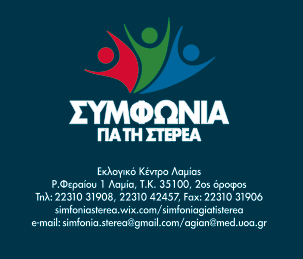 ΣΥΜΦΩΝΙΑ
ΓΙΑ ΤΗ ΣΤΕΡΕΑ
Εκλογικό Κέντρο Λαμίας
Ρ.Φεραίου 1 Λαμία, Τ.Κ. 35100, 2ος όροφος
Τηλ: 22310 31908, 22310 42457, Fax: 22310 31906
simfoniasterea.wix.com/simfoniagiatisterea
e-mail: simfonia.sterea@gmail.com/agian@med.uoa.gr